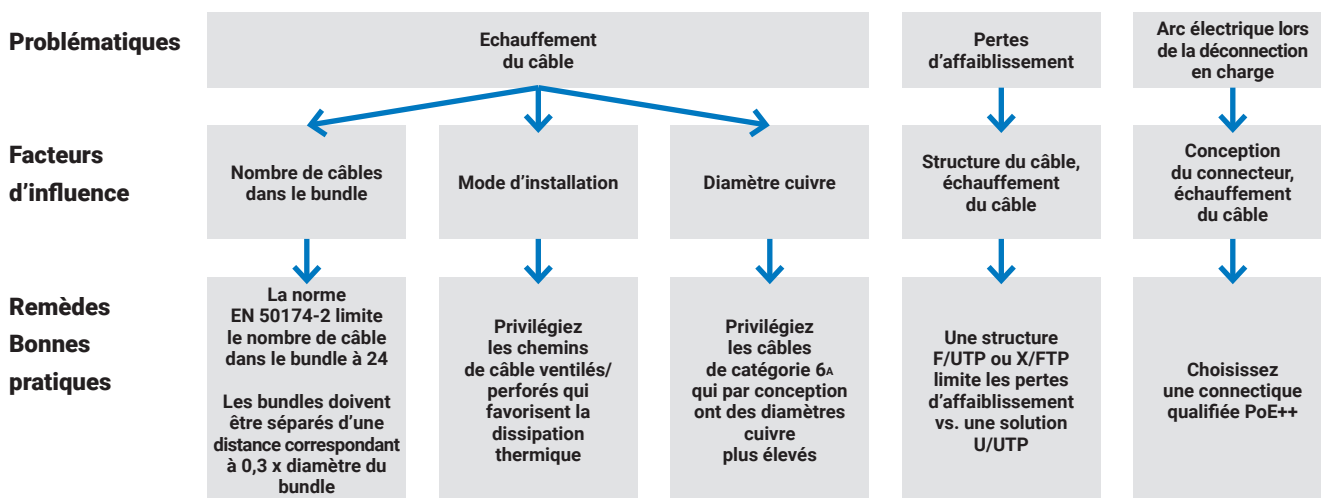 Problématiques
Echauffement
du câble
Pertes
d'affaiblissement
Arc électrique lors
de la déconnection
en charge
Facteurs
d'influence
Nombre de câbles
dans le bundle
Mode d'installation
Diamètre cuivre
Structure du câble,
échauffement
du câble
Conception
du connecteur,
échauffement
du câble
Remèdes
Bonnes
pratiques
La norme
EN 50174-2 limite
le nombre de câble
dans le bundle à 24
Les bundles doivent
être séparés d'une
distance correspondant
à 0,3 x diamètre du
bundle
Privilégiez
les chemins
de câble ventilés/
perforés qui
favorisent la
dissipation
thermique
Privilégiez
les câbles
de catégorie 6A
qui par conception
ont des diamètres
cuivre
plus élevés
Une structure
F/UTP ou X/FTP
limite les pertes
d'affaiblissement
vs. une solution
U/UTP
Choisissez
une connectique
qualifiée PoE++